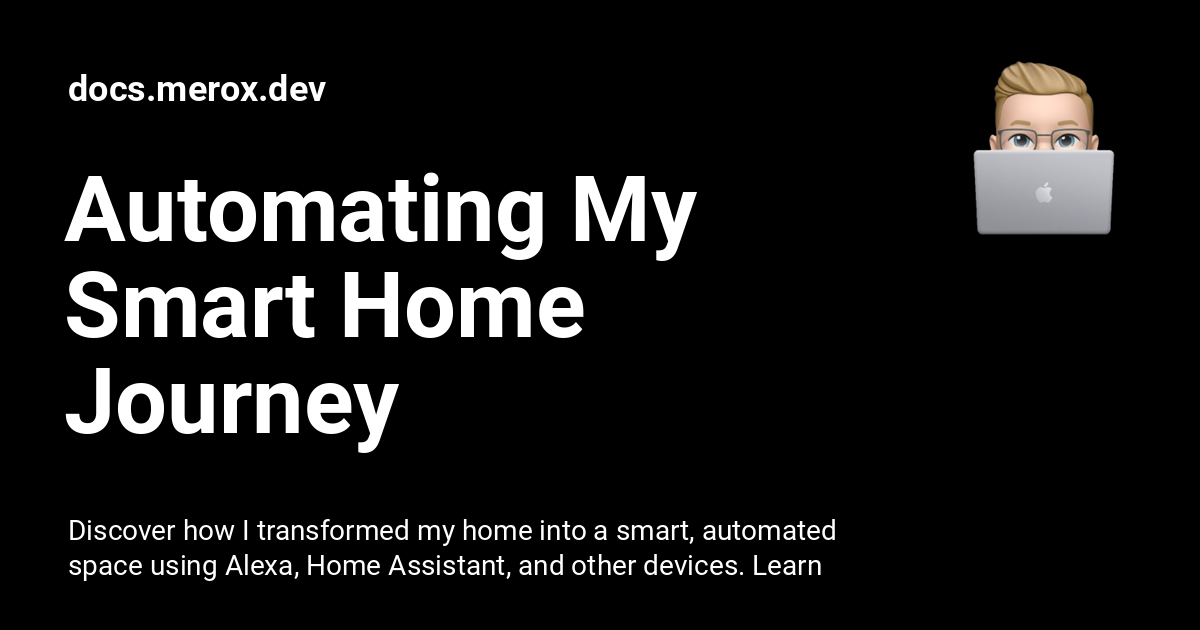 docs.merox.dev
Automating My
Smart Home
Journey
Discover how I transformed my home into a smart, automated
space using Alexa, Home Assistant, and other devices. Learn